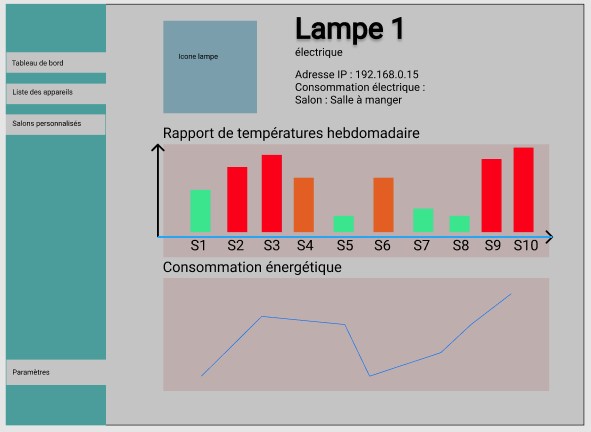 Lampe 1
électrique
Icone lampe
Adresse IP : 192.168.0.15
Consommation électrique :
Salon : Salle à manger
Tableau de bord
Liste des appareils
Salons personnalisés
Rapport de températures hebdomadaire
S1 S2 S3 S4 S5 S6 S7 S8 S9 S10
Consommation énergétique
Paramètres